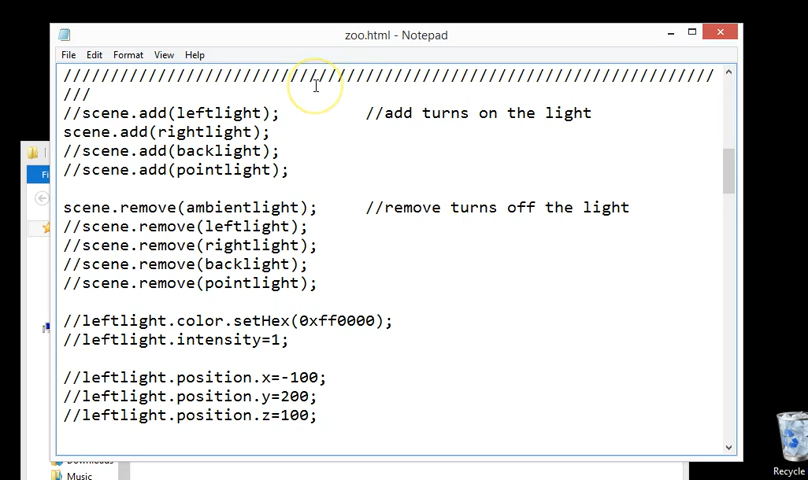 zoo.html - Notepad
File Edit Format View Help
//////////////////////////////////////////////////////////////////////
///
//scene.add(leftlight); //add turns on the light
scene.add(rightlight);
//scene.add(backlight);
//scene.add(pointlight);
scene.remove(ambientlight); //remove turns off the light
//scene.remove(leftlight);
//scene.remove(rightlight);
//scene.remove(backlight);
//scene.remove(pointlight);
//leftlight.color.setHex(0xff0000);
//leftlight.intensity=1;
//leftlight.position.x=-100;
//leftlight.position.y=200;
//leftlight.position.z=100;
Fi
Downloads
Music
Recycle